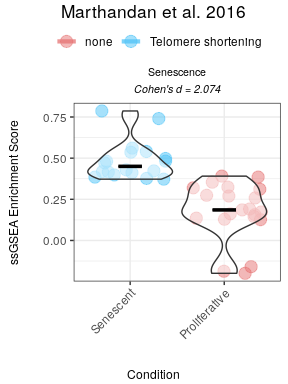 Marthandan et al. 2016
none Telomere shortening
Senescence
Cohen's d = 2.074
ssGSEA Enrichment Score
0.75
0.50
0.25
0.00
Senescent
Proliferative
Condition